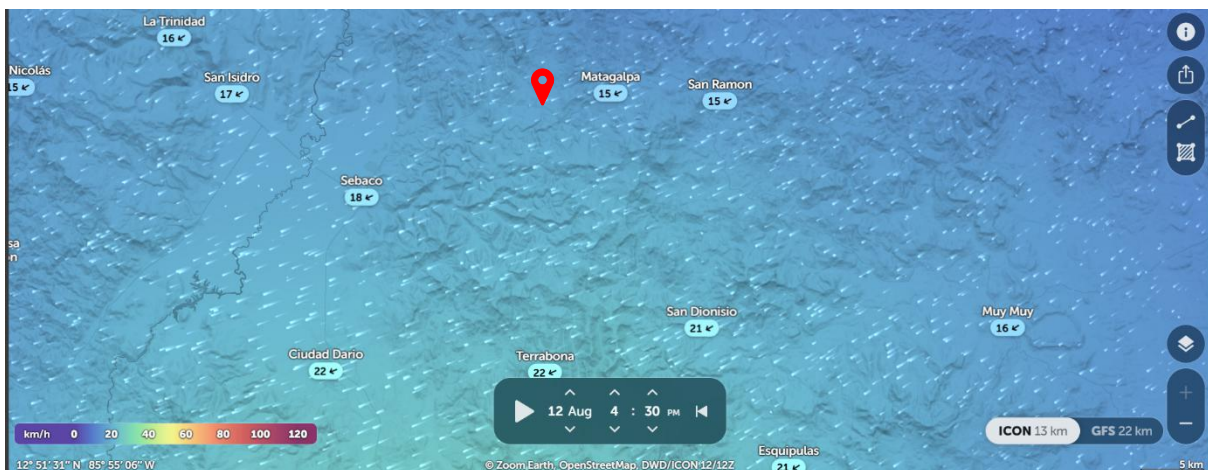 La Trinidad
16
Nicolás
15
San Isidro
17
Matagalpa
15
San Ramon
15
Sebaco
18
sa
n
San Dionisio
21
Muy Muy
16
Ciudad Dario
22
Terrabona
22
12 Aug 4 : 30 PM
km/h 0 20 40 60 80 100 120
ICON 13 km GFS 22 km
Esquipulas
21
12° 51' 31" N 85° 55' 06" W
© Zoom Earth, OpenStreetMap, DWD/ICON 12/12Z
5 km